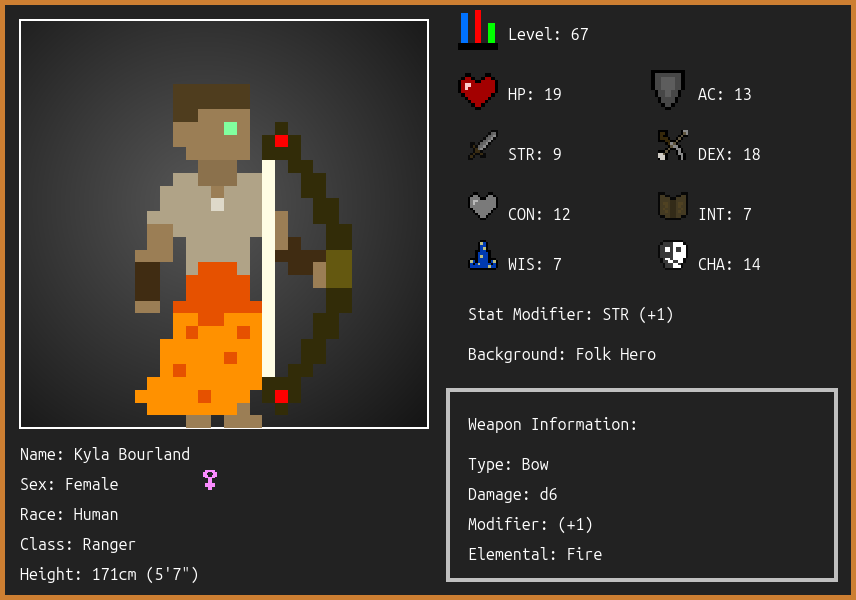 Level: 67
HP: 19
AC: 13
STR: 9
DEX: 18
CON: 12
INT: 7
WIS: 7
CHA: 14
Stat Modifier: STR (+1)
Background: Folk Hero
Weapon Information:
Type: Bow
Damage: d6
Modifier: (+1)
Elemental: Fire
Name: Kyla Bourland
Sex: Female
Race: Human
Class: Ranger
Height: 171cm (5'7")